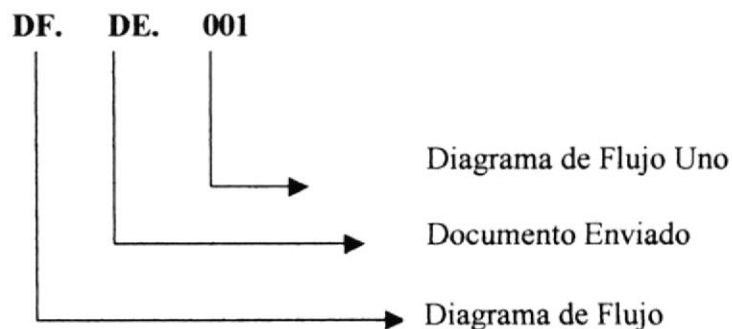 DF. DE. 001
Diagrama de Flujo Uno
Documento Enviado
Diagrama de Flujo